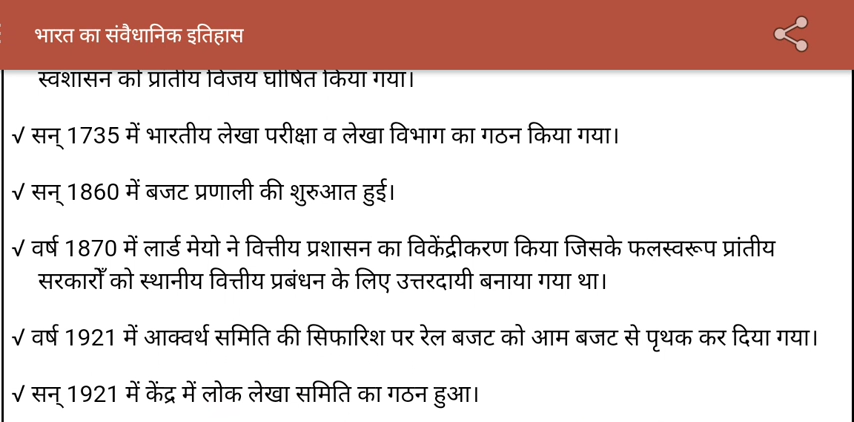 भारत का संवैधानिक इतिहास
स्वशासन को प्रांतीय विजय घोषित किया गया।
√ सन् 1735 में भारतीय लेखा परीक्षा व लेखा विभाग का गठन किया गया।
√ सन् 1860 में बजट प्रणाली की शुरुआत हुई।
√ वर्ष 1870 में लार्ड मेयो ने वित्तीय प्रशासन का विकेंद्रीकरण किया जिसके फलस्वरूप प्रांतीय
सरकारोँ को स्थानीय वित्तीय प्रबंधन के लिए उत्तरदायी बनाया गया था।
√ वर्ष 1921 में आक्वर्थ समिति की सिफारिश पर रेल बजट को आम बजट से पृथक कर दिया गया।
√ सन् 1921 में केंद्र में लोक लेखा समिति का गठन हुआ।